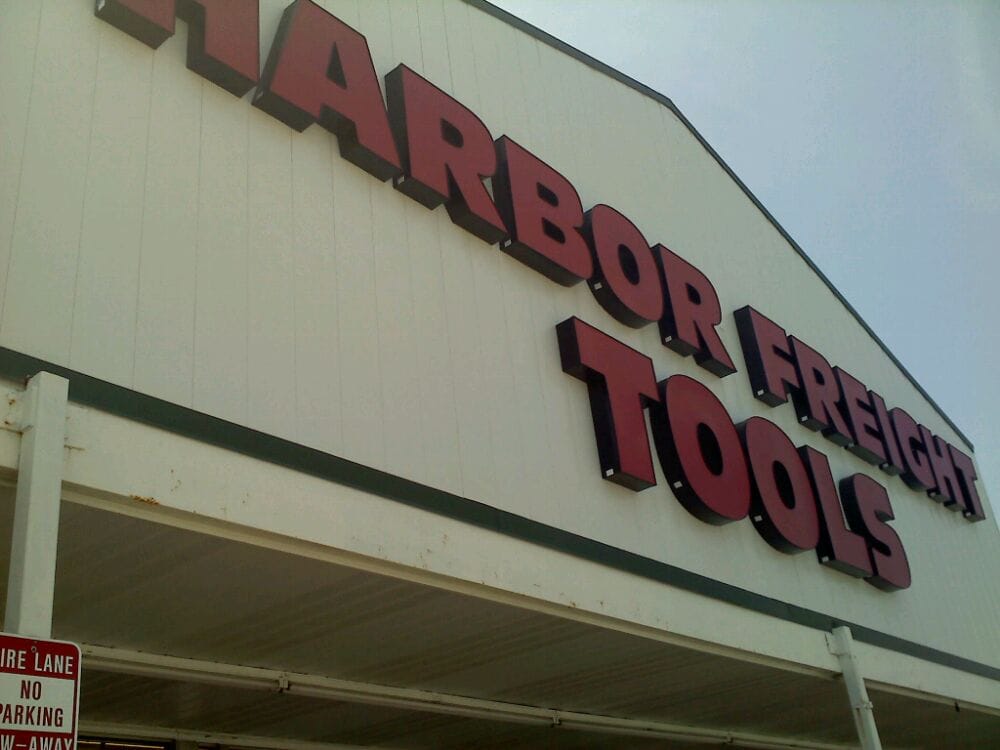 HARBOR FREIGHT
TOOLS
IRE LANE
NO
PARKING
W-AWAY